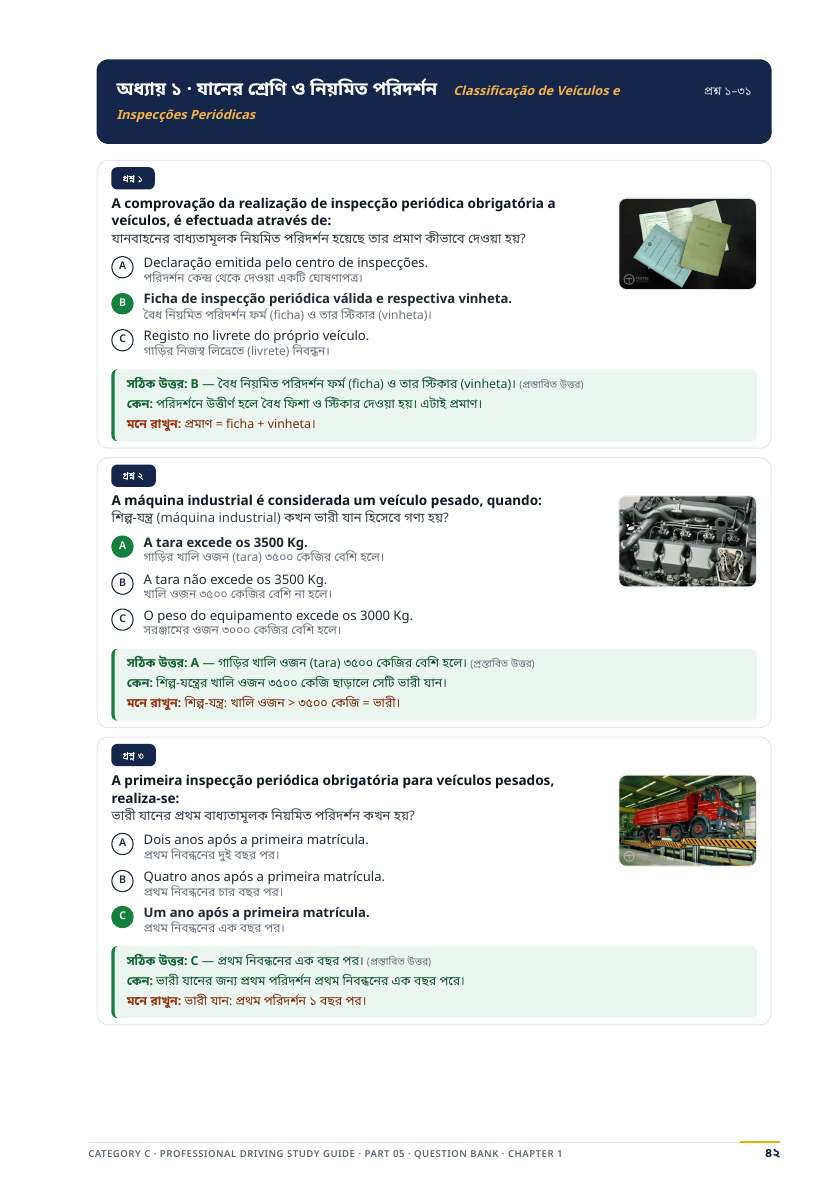 অধ্যায় ১ · যানের শ্রেণি ও নিয়মিত পরিদর্শন Classificação de Veículos e প্রশ্ন ১–৩১
Inspecções Periódicas
প্রশ্ন ১
A comprovação da realização de inspecção periódica obrigatória a
veículos, é efectuada através de:
যানবাহনের বাধ্যতামূলক নিয়মিত পরিদর্শন হয়েছে তার প্রমাণ কীভাবে দেওয়া হয়?
A Declaração emitida pelo centro de inspecções.
পরিদর্শন কেন্দ্র থেকে দেওয়া একটি ঘোষণাপত্র।
B Ficha de inspecção periódica válida e respectiva vinheta.
বৈধ নিয়মিত পরিদর্শন ফর্ম (ficha) ও তার স্টিকার (vinheta)।
C Registo no livrete do próprio veículo.
গাড়ির নিজস্ব লিভ্রেতে (livrete) নিবন্ধন।
সঠিক উত্তর: B — বৈধ নিয়মিত পরিদর্শন ফর্ম (ficha) ও তার স্টিকার (vinheta)। (প্রস্তাবিত উত্তর)
কেন: পরিদর্শনে উত্তীর্ণ হলে বৈধ ফিশা ও স্টিকার দেওয়া হয়। এটাই প্রমাণ।
মনে রাখুন: প্রমাণ = ficha + vinheta।
প্রশ্ন ২
A máquina industrial é considerada um veículo pesado, quando:
শিল্প-যন্ত্র (máquina industrial) কখন ভারী যান হিসেবে গণ্য হয়?
A A tara excede os 3500 Kg.
গাড়ির খালি ওজন (tara) ৩৫০০ কেজির বেশি হলে।
B A tara não excede os 3500 Kg.
খালি ওজন ৩৫০০ কেজির বেশি না হলে।
C O peso do equipamento excede os 3000 Kg.
সরঞ্জামের ওজন ৩০০০ কেজির বেশি হলে।
সঠিক উত্তর: A — গাড়ির খালি ওজন (tara) ৩৫০০ কেজির বেশি হলে। (প্রস্তাবিত উত্তর)
কেন: শিল্প-যন্ত্রের খালি ওজন ৩৫০০ কেজি ছাড়ালে সেটি ভারী যান।
মনে রাখুন: শিল্প-যন্ত্র: খালি ওজন > ৩৫০০ কেজি = ভারী।
প্রশ্ন ৩
A primeira inspecção periódica obrigatória para veículos pesados,
realiza-se:
ভারী যানের প্রথম বাধ্যতামূলক নিয়মিত পরিদর্শন কখন হয়?
A Dois anos após a primeira matrícula.
প্রথম নিবন্ধনের দুই বছর পর।
B Quatro anos após a primeira matrícula.
প্রথম নিবন্ধনের চার বছর পর।
C Um ano após a primeira matrícula.
প্রথম নিবন্ধনের এক বছর পর।
সঠিক উত্তর: C — প্রথম নিবন্ধনের এক বছর পর। (প্রস্তাবিত উত্তর)
কেন: ভারী যানের জন্য প্রথম পরিদর্শন প্রথম নিবন্ধনের এক বছর পরে।
মনে রাখুন: ভারী যান: প্রথম পরিদর্শন ১ বছর পর।
CATEGORY C · PROFESSIONAL DRIVING STUDY GUIDE · PART 05 · QUESTION BANK · CHAPTER 1 ৪২